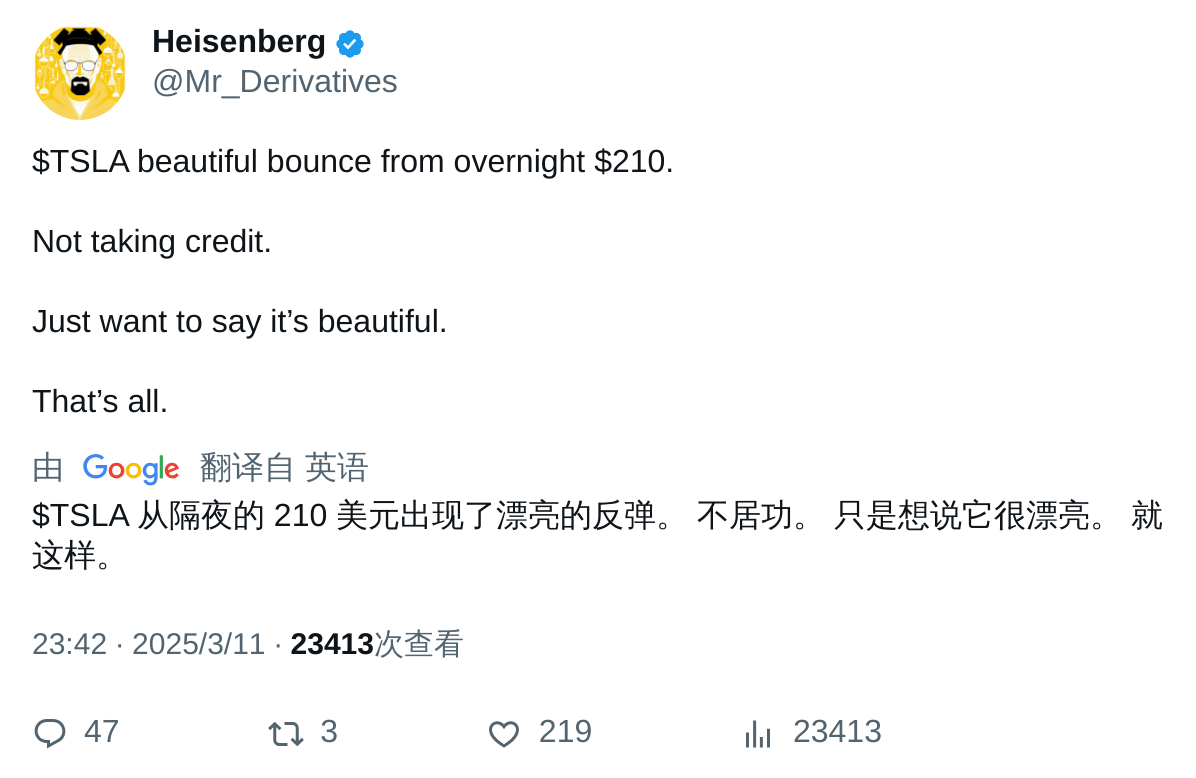 Heisenberg
@Mr_Derivatives
$TSLA beautiful bounce from overnight $210.
Not taking credit.
Just want to say it’s beautiful.
That’s all.
由 Google 翻译自 英语
$TSLA 从隔夜的 210 美元出现了漂亮的反弹。 不居功。 只是想说它很漂亮。 就
这样。
23:42 · 2025/3/11 · 23413次查看
47 3 219 23413